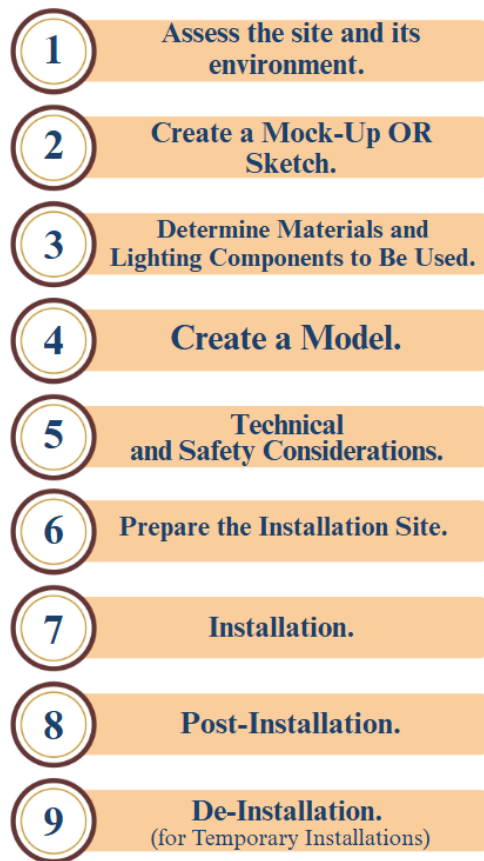 1
Assess the site and its
environment.
2
Create a Mock-Up OR
Sketch.
3
Determine Materials and
Lighting Components to Be Used.
4
Create a Model.
5
Technical
and Safety Considerations.
6
Prepare the Installation Site.
7
Installation.
8
Post-Installation.
9
De-Installation.
(for Temporary Installations)